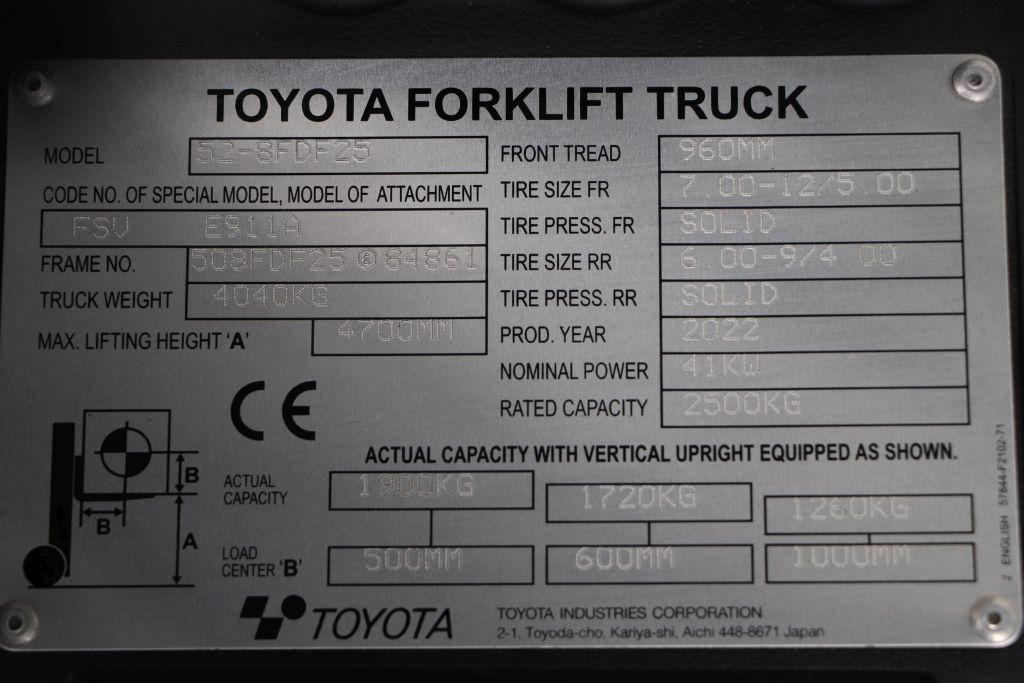 TOYOTA FORKLIFT TRUCK
MODEL 52-8FDF25
CODE NO. OF SPECIAL MODEL, MODEL OF ATTACHMENT
FSV E911A
FRAME NO. 508FDF25 84861
TRUCK WEIGHT 4040KG
MAX. LIFTING HEIGHT 'A' 4700MM
FRONT TREAD 960MM
TIRE SIZE FR 7.00-12/5.00
TIRE PRESS. FR SOLID
TIRE SIZE RR 6.00-9/4.00
TIRE PRESS. RR SOLID
PROD. YEAR 2022
NOMINAL POWER 41KW
RATED CAPACITY 2500KG
CE
B
B
A
ACTUAL CAPACITY WITH VERTICAL UPRIGHT EQUIPPED AS SHOWN.
ACTUAL
CAPACITY 1900KG 1720KG 1260KG
LOAD
CENTER 'B' 500MM 600MM 1000MM
TOYOTA
TOYOTA INDUSTRIES CORPORATION
2-1, Toyoda-cho, Kariya-shi, Aichi 448-8671 Japan
2 ENGLISH 57844-F2102-71